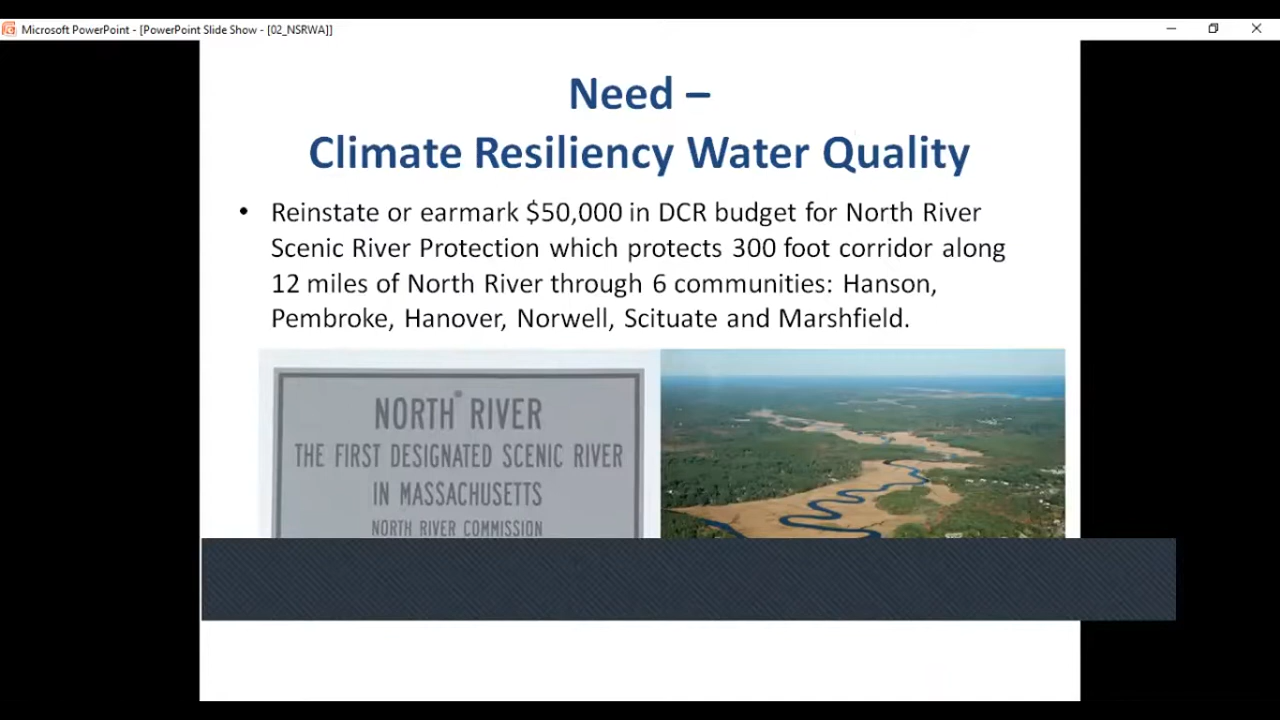 Microsoft PowerPoint - [PowerPoint Slide Show - [02_NSRWA]]
Need –
Climate Resiliency Water Quality
• Reinstate or earmark $50,000 in DCR budget for North River
Scenic River Protection which protects 300 foot corridor along
12 miles of North River through 6 communities: Hanson,
Pembroke, Hanover, Norwell, Scituate and Marshfield.
NORTH RIVER
THE FIRST DESIGNATED SCENIC RIVER
IN MASSACHUSETTS
NORTH RIVER COMMISSION